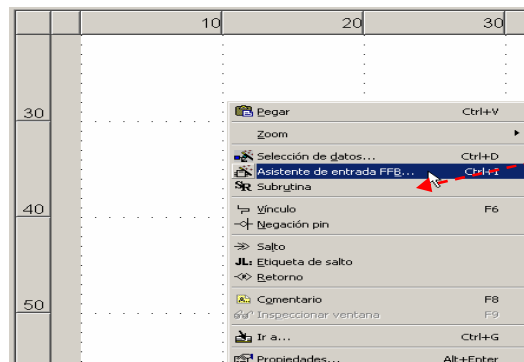 10 20 30
30
Pegar Ctrl+V
Zoom
Selección de datos... Ctrl+D
Asistente de entrada FFB... Ctrl+I
SR Subrutina
40
Vínculo F6
Negación pin
Salto
JL: Etiqueta de salto
Retorno
50
Comentario F8
Inspeccionar ventana F9
Ir a... Ctrl+G
Propiedades... Alt+Enter